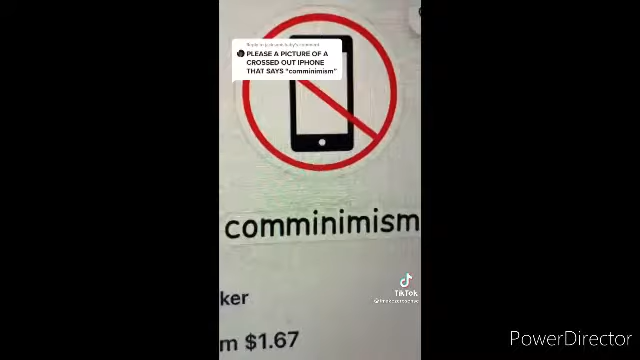 PLEASE A PICTURE OF A
CROSSED OUT IPHONE
THAT SAYS "comminimism"
comminimism
ker
m $1.67
TikTok
PowerDirector